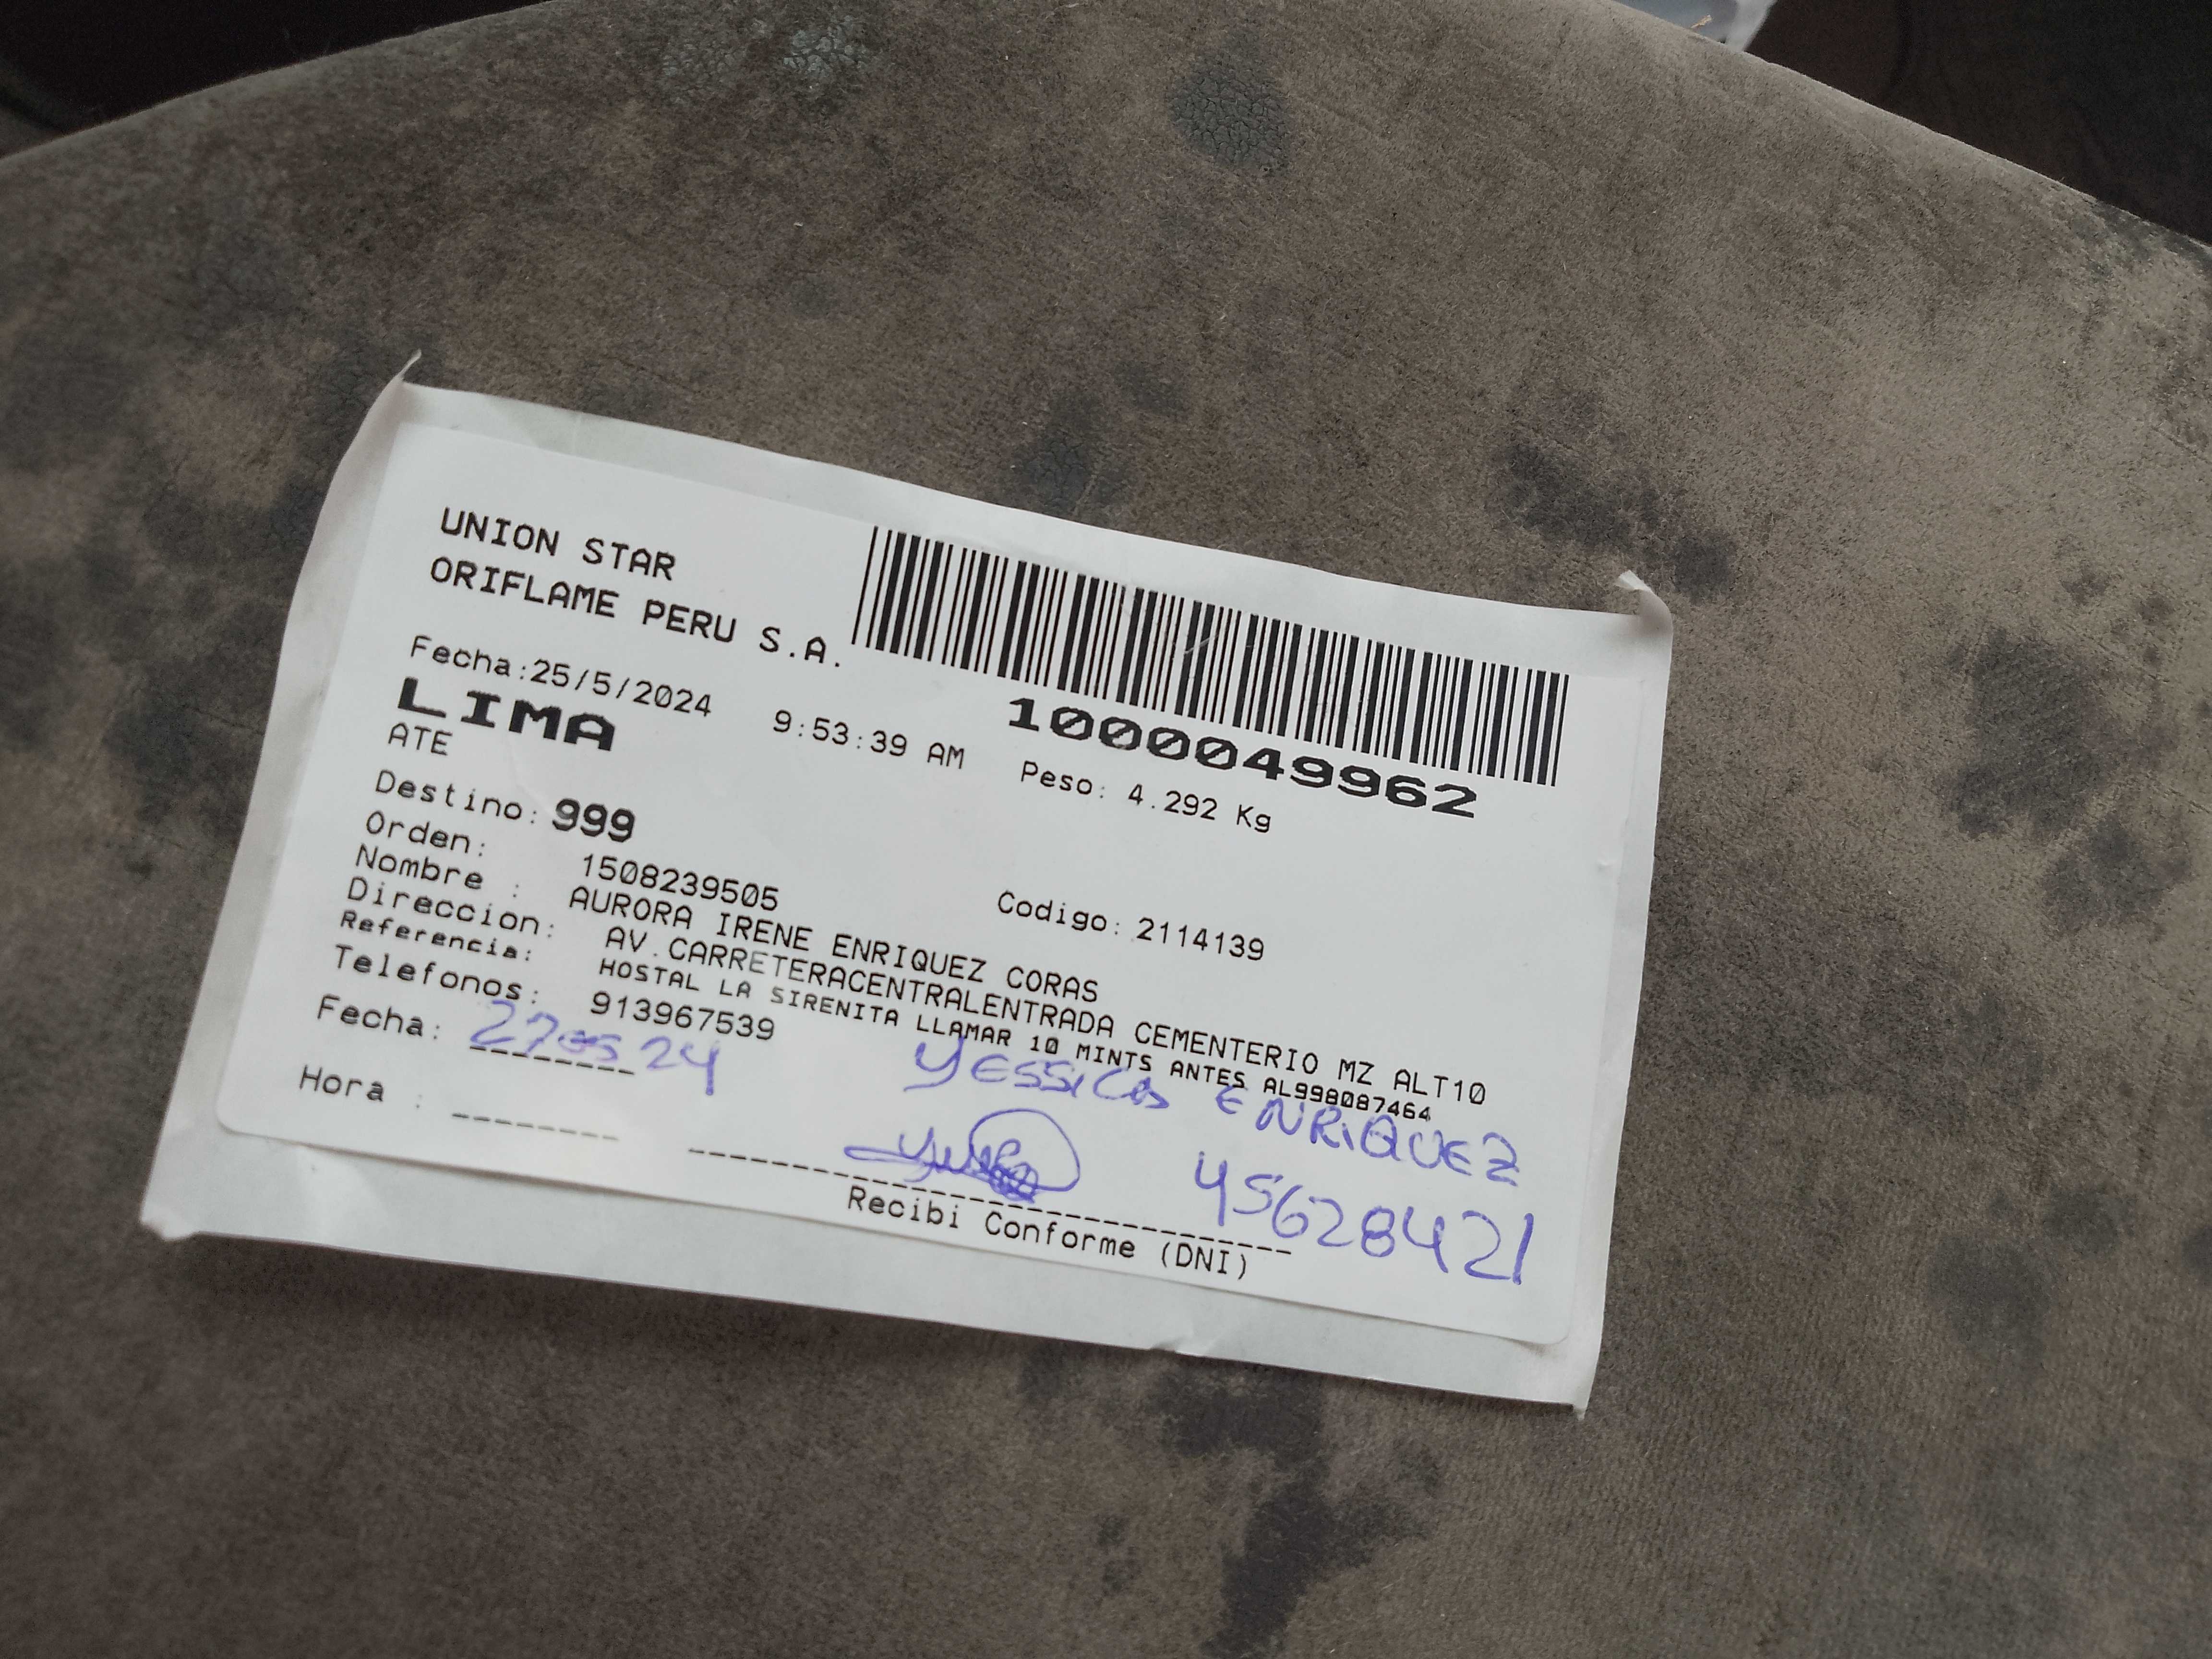 UNION STAR
ORIFLAME PERU S.A.
Fecha:25/5/2024 9:53:39 AM
1000049962
LIMA
Peso: 4.292 Kg
ATE
Destino: 999
Orden: 1508239505 Codigo: 2114139
Nombre : AURORA IRENE ENRIQUEZ CORAS
Direccion: AV.CARRETERACENTRALENTRADA CEMENTERIO MZ ALT10
Referencia: HOSTAL LA SIRENITA LLAMAR 10 MINTS ANTES AL998087464
Telefonos: 913967539
Fecha: 27 05 24
YESSICA ENRIQUEZ
Hora :
45628421
Recibi Conforme (DNI)